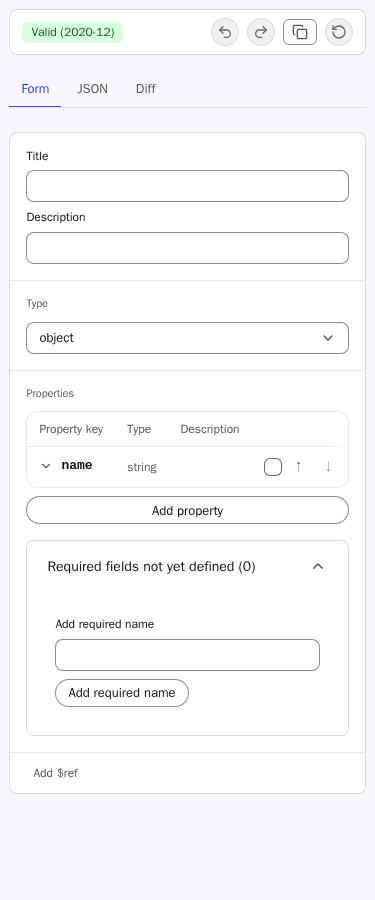 Valid (2020-12)
Form JSON Diff
Title
Description
Type
object
Properties
Property key Type Description
name string ↑ ↓
Add property
Required fields not yet defined (0)
Add required name
Add required name
Add $ref